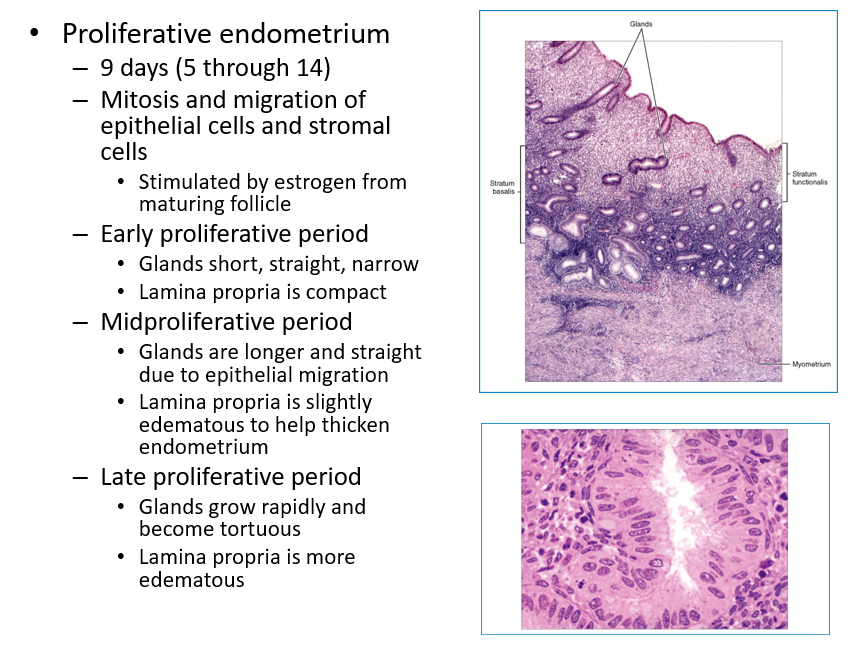 • Proliferative endometrium
– 9 days (5 through 14)
– Mitosis and migration of
epithelial cells and stromal
cells
• Stimulated by estrogen from
maturing follicle
– Early proliferative period
• Glands short, straight, narrow
• Lamina propria is compact
– Midproliferative period
• Glands are longer and straight
due to epithelial migration
• Lamina propria is slightly
edematous to help thicken
endometrium
– Late proliferative period
• Glands grow rapidly and
become tortuous
• Lamina propria is more
edematous
Glands
Stratum
basalis
Stratum
functionalis
Myometrium